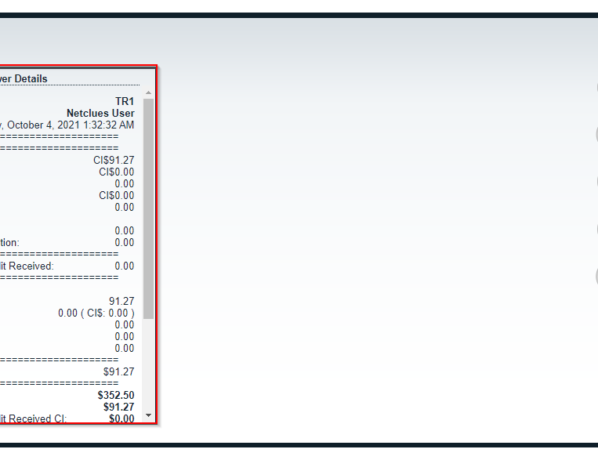 ver Details
TR1
Netclues User
y, October 4, 2021 1:32:32 AM
====================
====================
CI$91.27
CI$0.00
0.00
CI$0.00
0.00
0.00
tion: 0.00
====================
it Received: 0.00
====================
91.27
0.00 ( CI$: 0.00 )
0.00
0.00
0.00
====================
$91.27
====================
$352.50
$91.27
it Received CI: $0.00